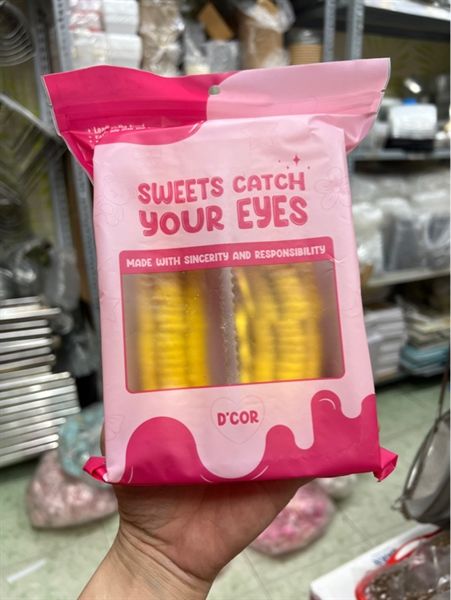 SWEETS CATCH
YOUR EYES
MADE WITH SINCERITY AND RESPONSIBILITY
D'COR